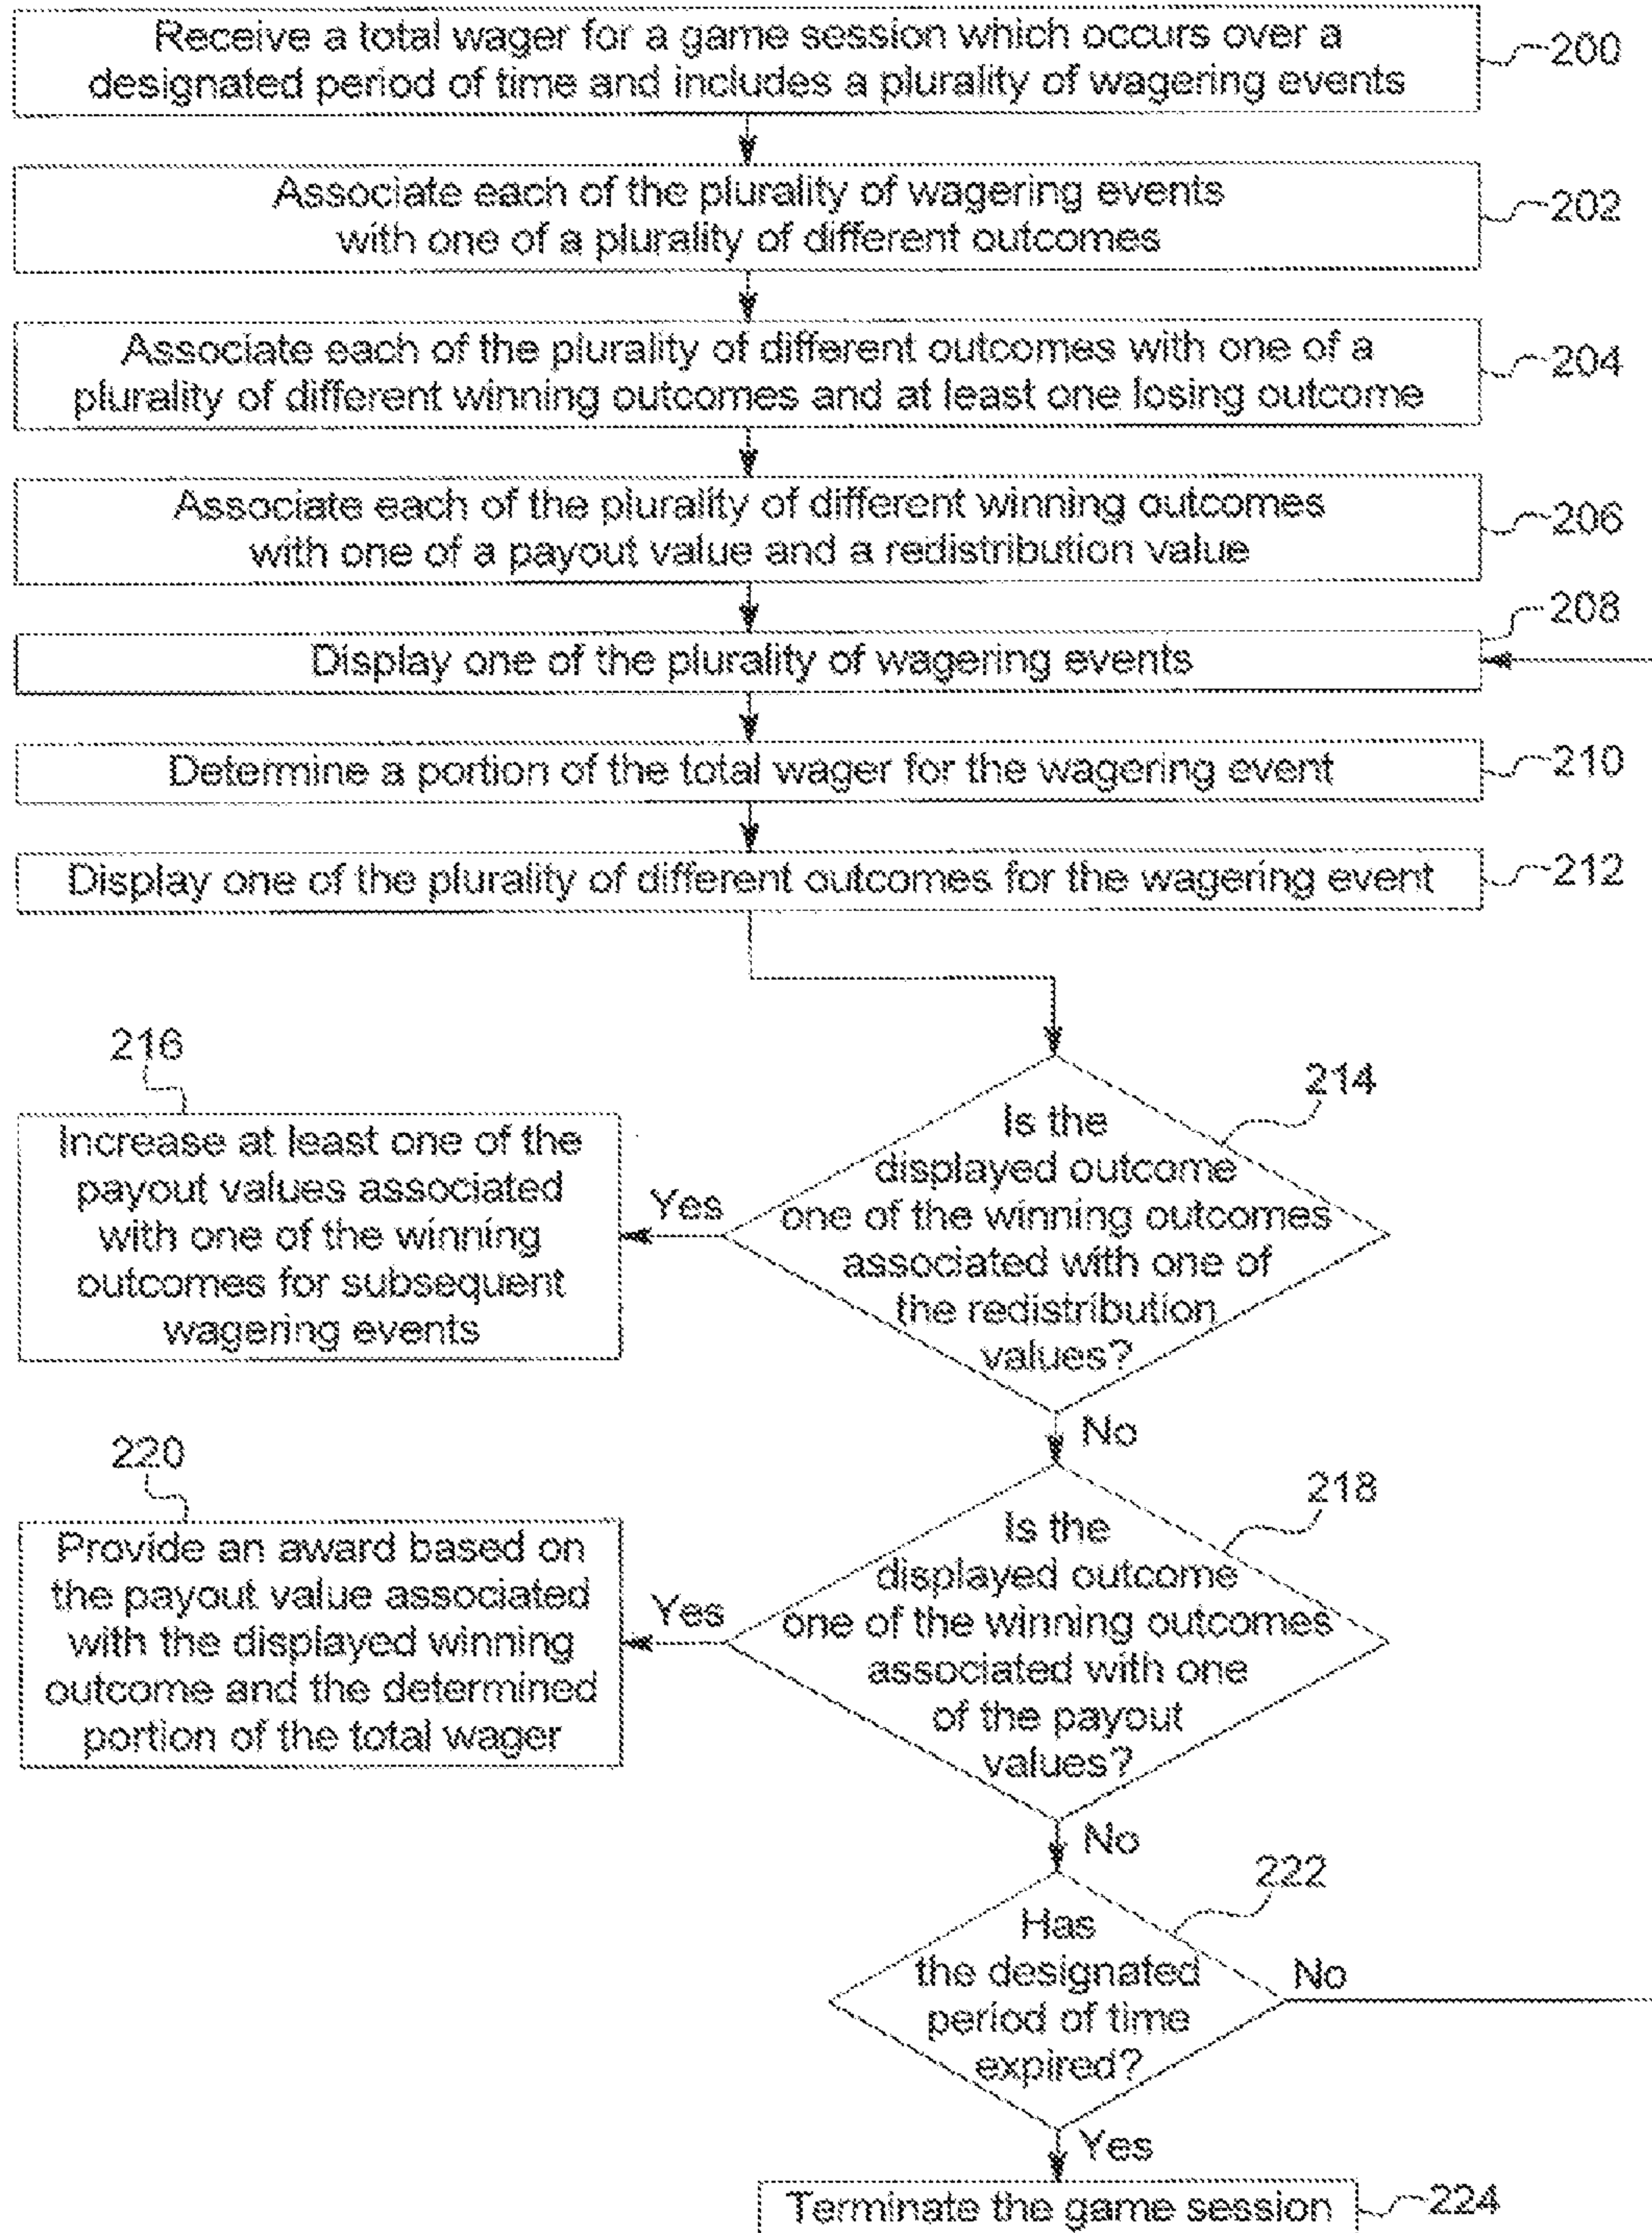 Receive a total wager for a game session which occurs over a
designated period of time and includes a plurality of wagering events
200
Associate each of the plurality of wagering events
with one of a plurality of different outcomes
202
Associate each of the plurality of different outcomes with one of a
plurality of different winning outcomes and at least one losing outcome
204
Associate each of the plurality of different winning outcomes
with one of a payout value and a redistribution value
206
208
Display one of the plurality of wagering events
Determine a portion of the total wager for the wagering event
210
Display one of the plurality of different outcomes for the wagering event
212
214
Is the
displayed outcome
one of the winning outcomes
associated with one of
the redistribution
values?
Yes
216
Increase at least one of the
payout values associated
with one of the winning
outcomes for subsequent
wagering events
No
218
Is the
displayed outcome
one of the winning outcomes
associated with one
of the payout
values?
Yes
220
Provide an award based on
the payout value associated
with the displayed winning
outcome and the determined
portion of the total wager
No
222
Has
the designated
period of time
expired?
No
Yes
Terminate the game session
224